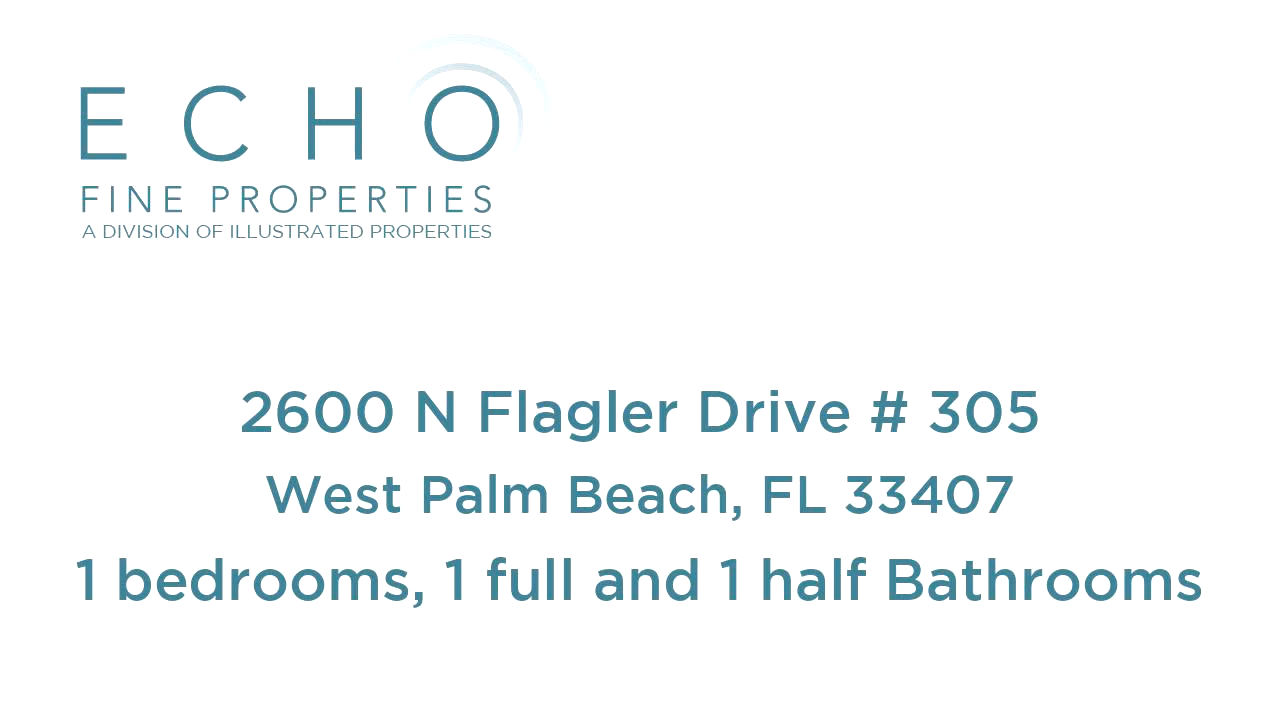 ECHO
FINE PROPERTIES
A DIVISION OF ILLUSTRATED PROPERTIES
2600 N Flagler Drive # 305
West Palm Beach, FL 33407
1 bedrooms, 1 full and 1 half Bathrooms